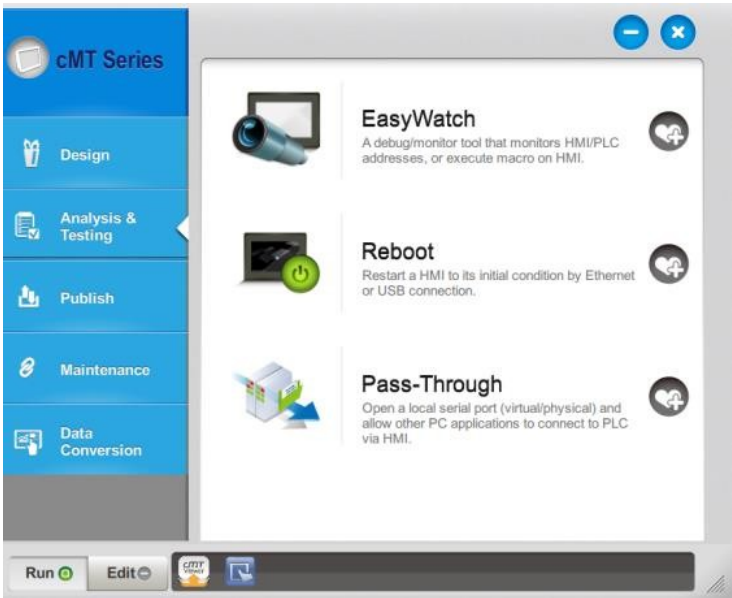 cMT Series
Design
Analysis &
Testing
Publish
Maintenance
Data
Conversion
EasyWatch
A debug/monitor tool that monitors HMI/PLC
addresses, or execute macro on HMI.
Reboot
Restart a HMI to its initial condition by Ethernet
or USB connection.
Pass-Through
Open a local serial port (virtual/physical) and
allow other PC applications to connect to PLC
via HMI.
Run
Edit
cMT
VIEWER